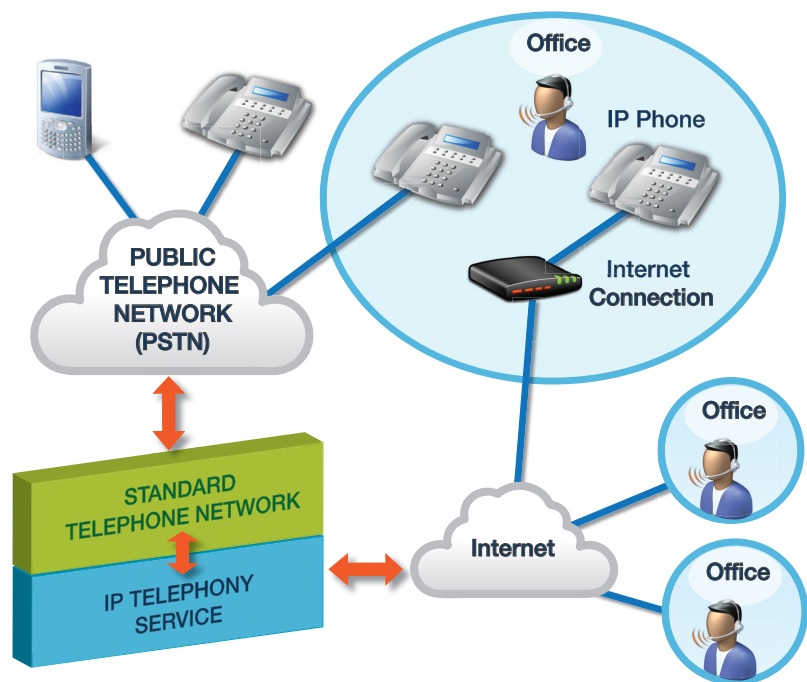 Office
IP Phone
PUBLIC
TELEPHONE
NETWORK
(PSTN)
Internet
Connection
STANDARD
TELEPHONE NETWORK
IP TELEPHONY
SERVICE
Internet
Office
Office